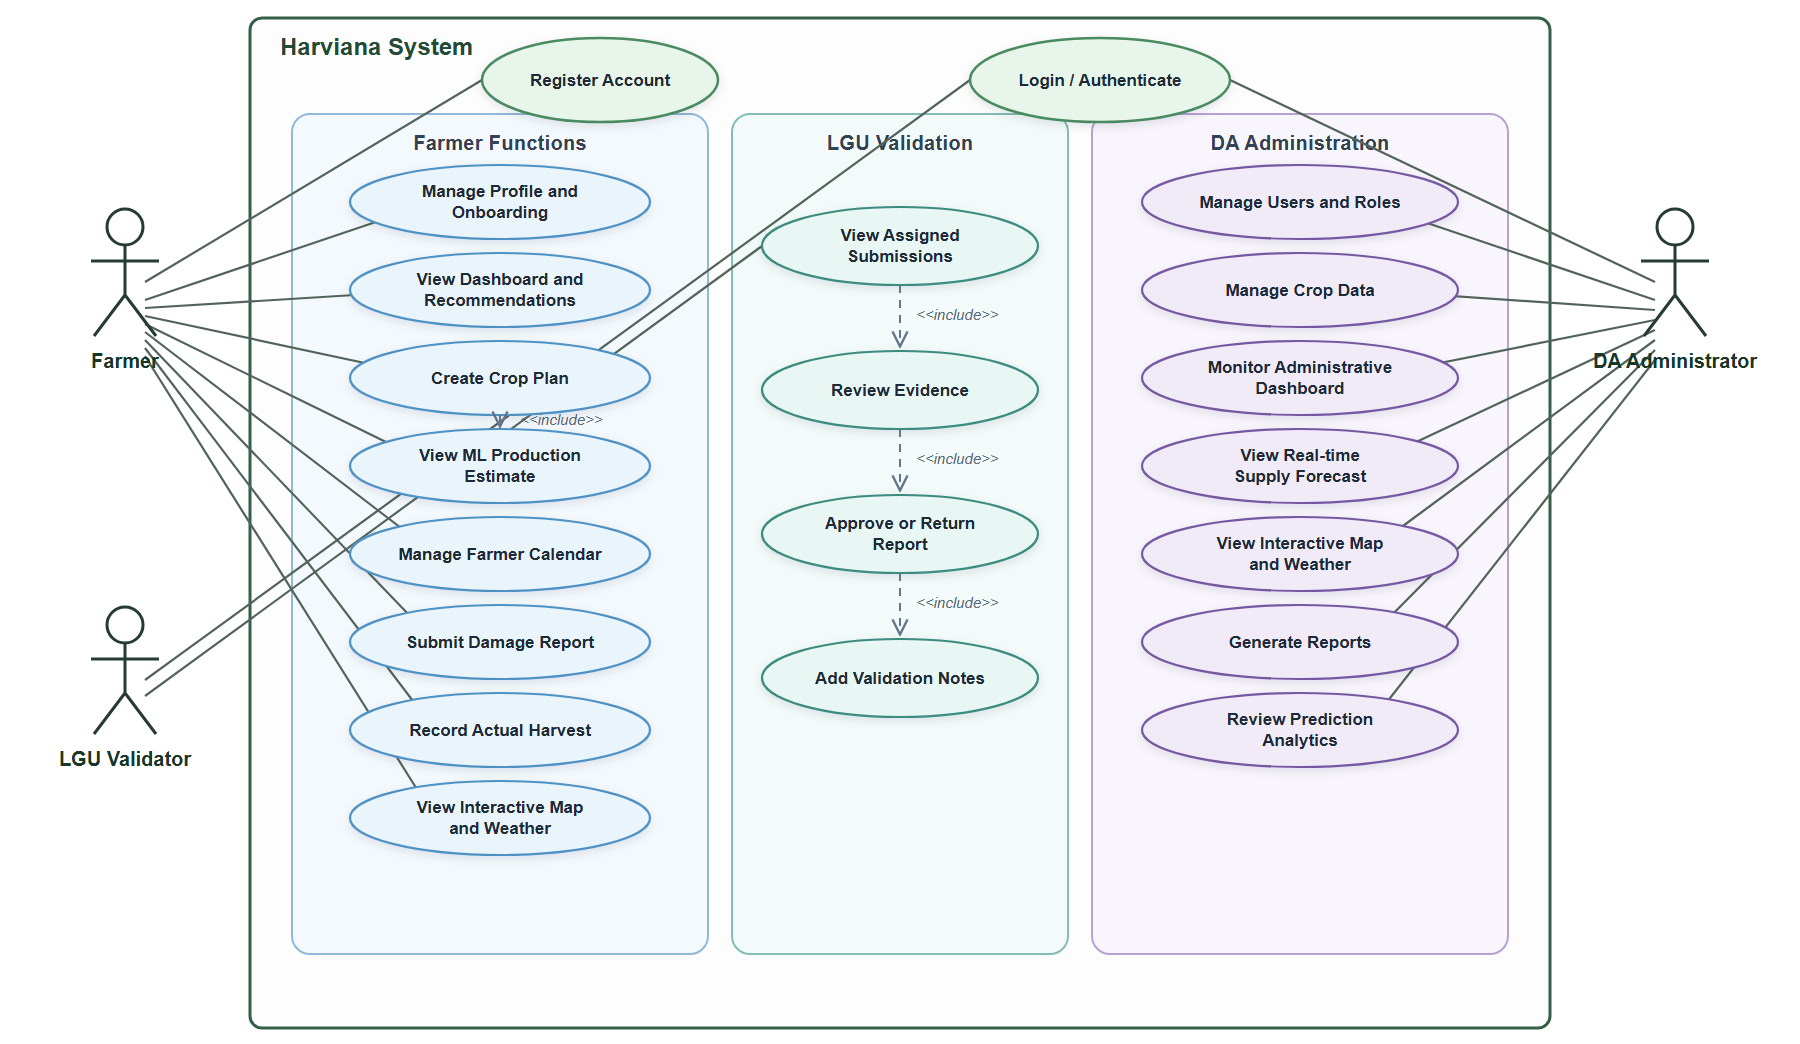 Harviana System
Register Account
Login / Authenticate
Farmer Functions
Manage Profile and
Onboarding
View Dashboard and
Recommendations
Create Crop Plan
<<include>>
View ML Production
Estimate
Manage Farmer Calendar
Submit Damage Report
Record Actual Harvest
View Interactive Map
and Weather
LGU Validation
View Assigned
Submissions
<<include>>
Review Evidence
<<include>>
Approve or Return
Report
<<include>>
Add Validation Notes
DA Administration
Manage Users and Roles
Manage Crop Data
Monitor Administrative
Dashboard
View Real-time
Supply Forecast
View Interactive Map
and Weather
Generate Reports
Review Prediction
Analytics
Farmer
LGU Validator
DA Administrator